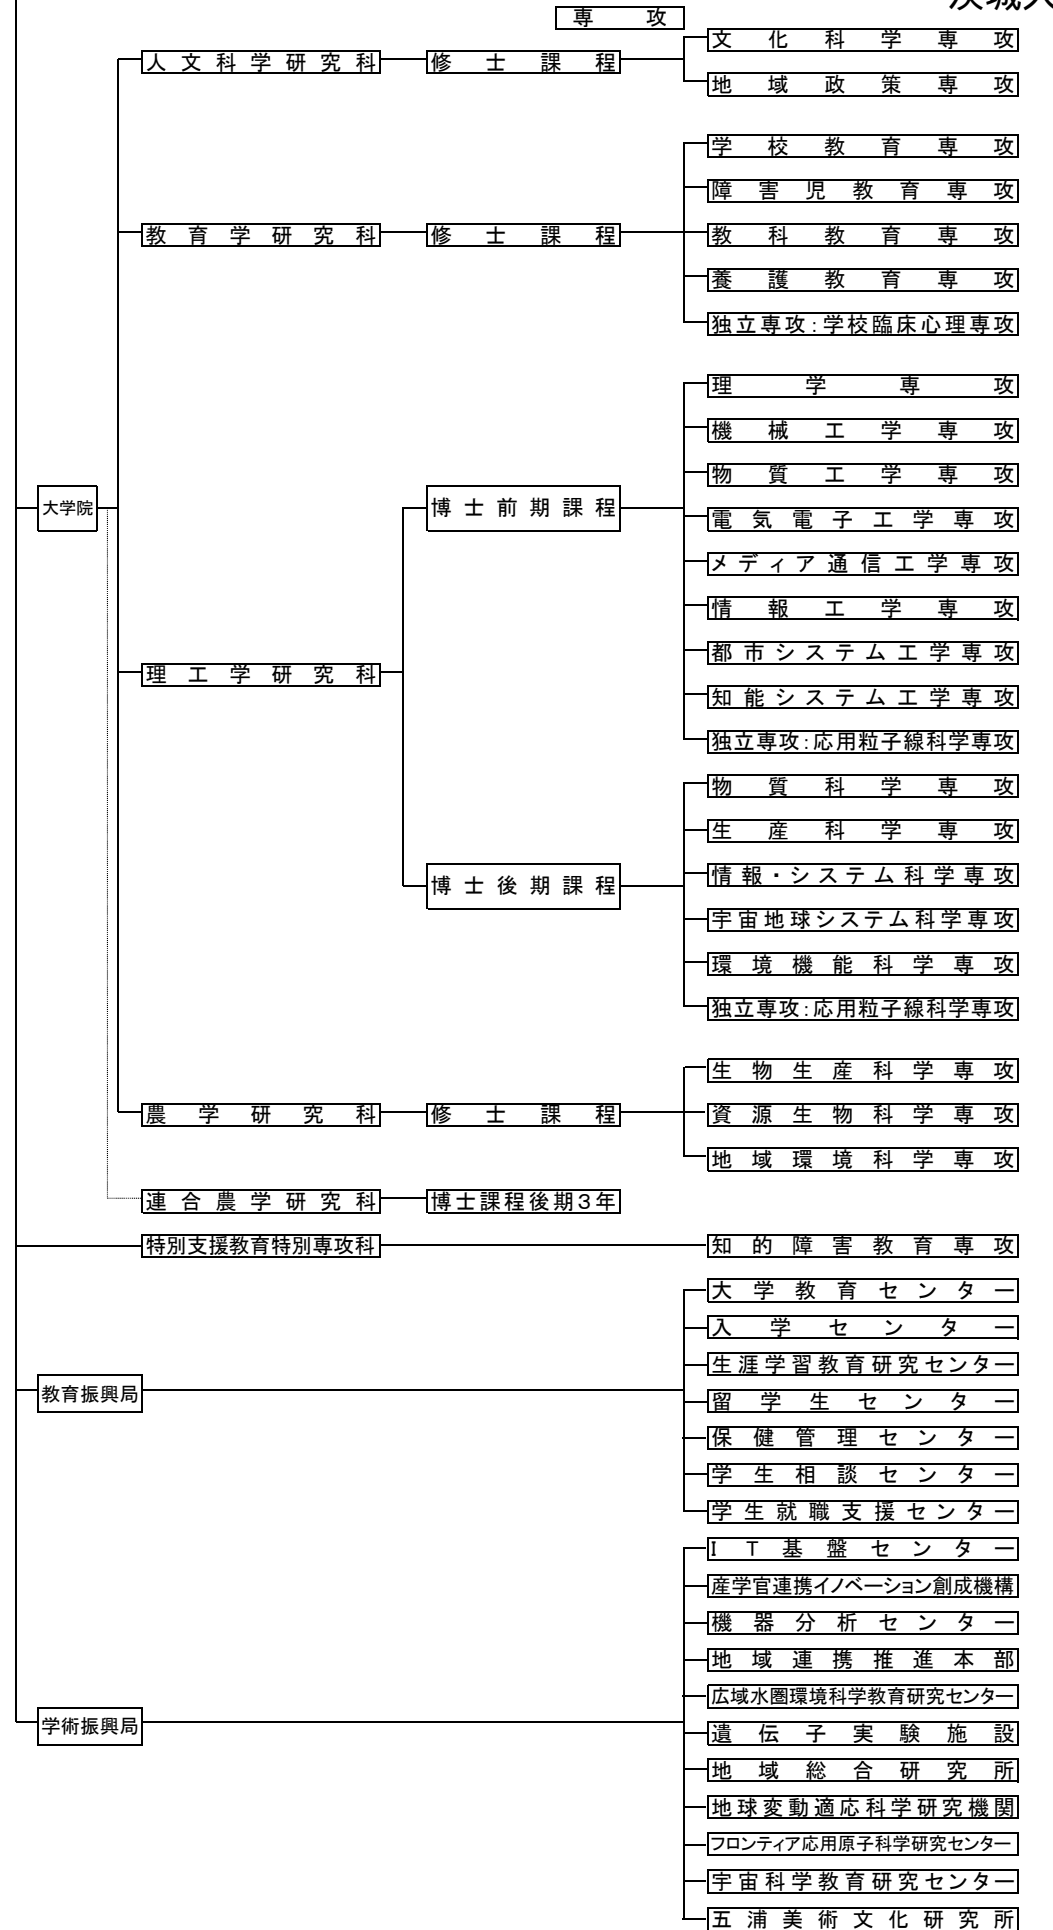 専攻
人文科学研究科
修士課程
文化科学専攻
地域政策専攻
教育学研究科
修士課程
学校教育専攻
障害児教育専攻
教科教育専攻
養護教育専攻
独立専攻:学校臨床心理専攻
大学院
理工学研究科
博士前期課程
理学専攻
機械工学専攻
物質工学専攻
電気電子工学専攻
メディア通信工学専攻
情報工学専攻
都市システム工学専攻
知能システム工学専攻
独立専攻:応用粒子線科学専攻
博士後期課程
物質科学専攻
生産科学専攻
情報・システム科学専攻
宇宙地球システム科学専攻
環境機能科学専攻
独立専攻:応用粒子線科学専攻
農学研究科
修士課程
生物生産科学専攻
資源生物科学専攻
地域環境科学専攻
連合農学研究科
博士課程後期3年
特別支援教育特別専攻科
知的障害教育専攻
教育振興局
大学教育センター
入学センター
生涯学習教育研究センター
留学生センター
保健管理センター
学生相談センター
学生就職支援センター
学術振興局
IT基盤センター
産学官連携イノベーション創成機構
機器分析センター
地域連携推進本部
広域水圏環境科学教育研究センター
遺伝子実験施設
地域総合研究所
地球変動適応科学研究機関
フロンティア応用原子科学研究センター
宇宙科学教育研究センター
五浦美術文化研究所